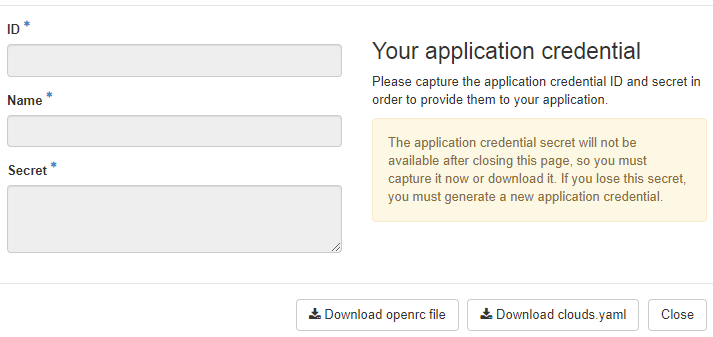 ID *
Your application credential
Please capture the application credential ID and secret in
order to provide them to your application.
Name *
The application credential secret will not be
available after closing this page, so you must
capture it now or download it. If you lose this secret,
you must generate a new application credential.
Secret *
Download openrc file
Download clouds.yaml
Close